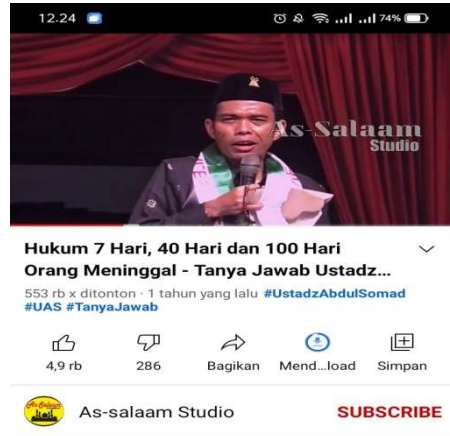 12.24
74%
As-Salaam
Studio
Hukum 7 Hari, 40 Hari dan 100 Hari
Orang Meninggal - Tanya Jawab Ustadz...
553 rb x ditonton · 1 tahun yang lalu #UstadzAbdulSomad
#UAS #TanyaJawab
4,9 rb 286 Bagikan Mend...load Simpan
As-salaam Studio SUBSCRIBE